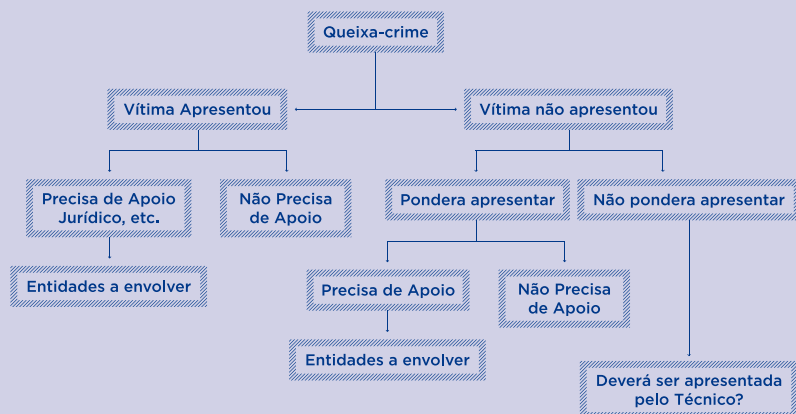 Queixa-crime
Vítima Apresentou
Vítima não apresentou
Precisa de Apoio
Jurídico, etc.
Não Precisa
de Apoio
Pondera apresentar
Não pondera apresentar
Entidades a envolver
Precisa de Apoio
Não Precisa
de Apoio
Entidades a envolver
Deverá ser apresentada
pelo Técnico?